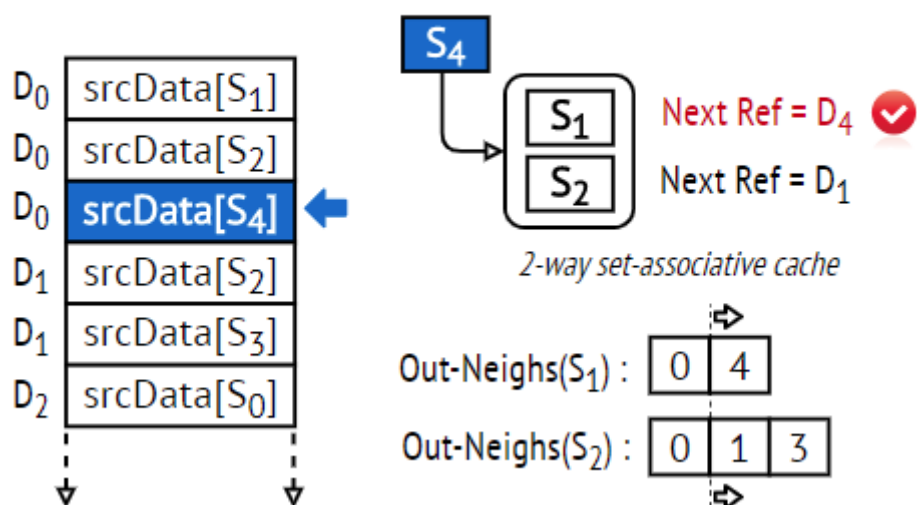 D₀ srcData[S₁]
D₀ srcData[S₂]
D₀ srcData[S₄]
D₁ srcData[S₂]
D₁ srcData[S₃]
D₂ srcData[S₀]
S₄
S₁ Next Ref = D₄
S₂ Next Ref = D₁
2-way set-associative cache
Out-Neighs(S₁) : 0 4
Out-Neighs(S₂) : 0 1 3